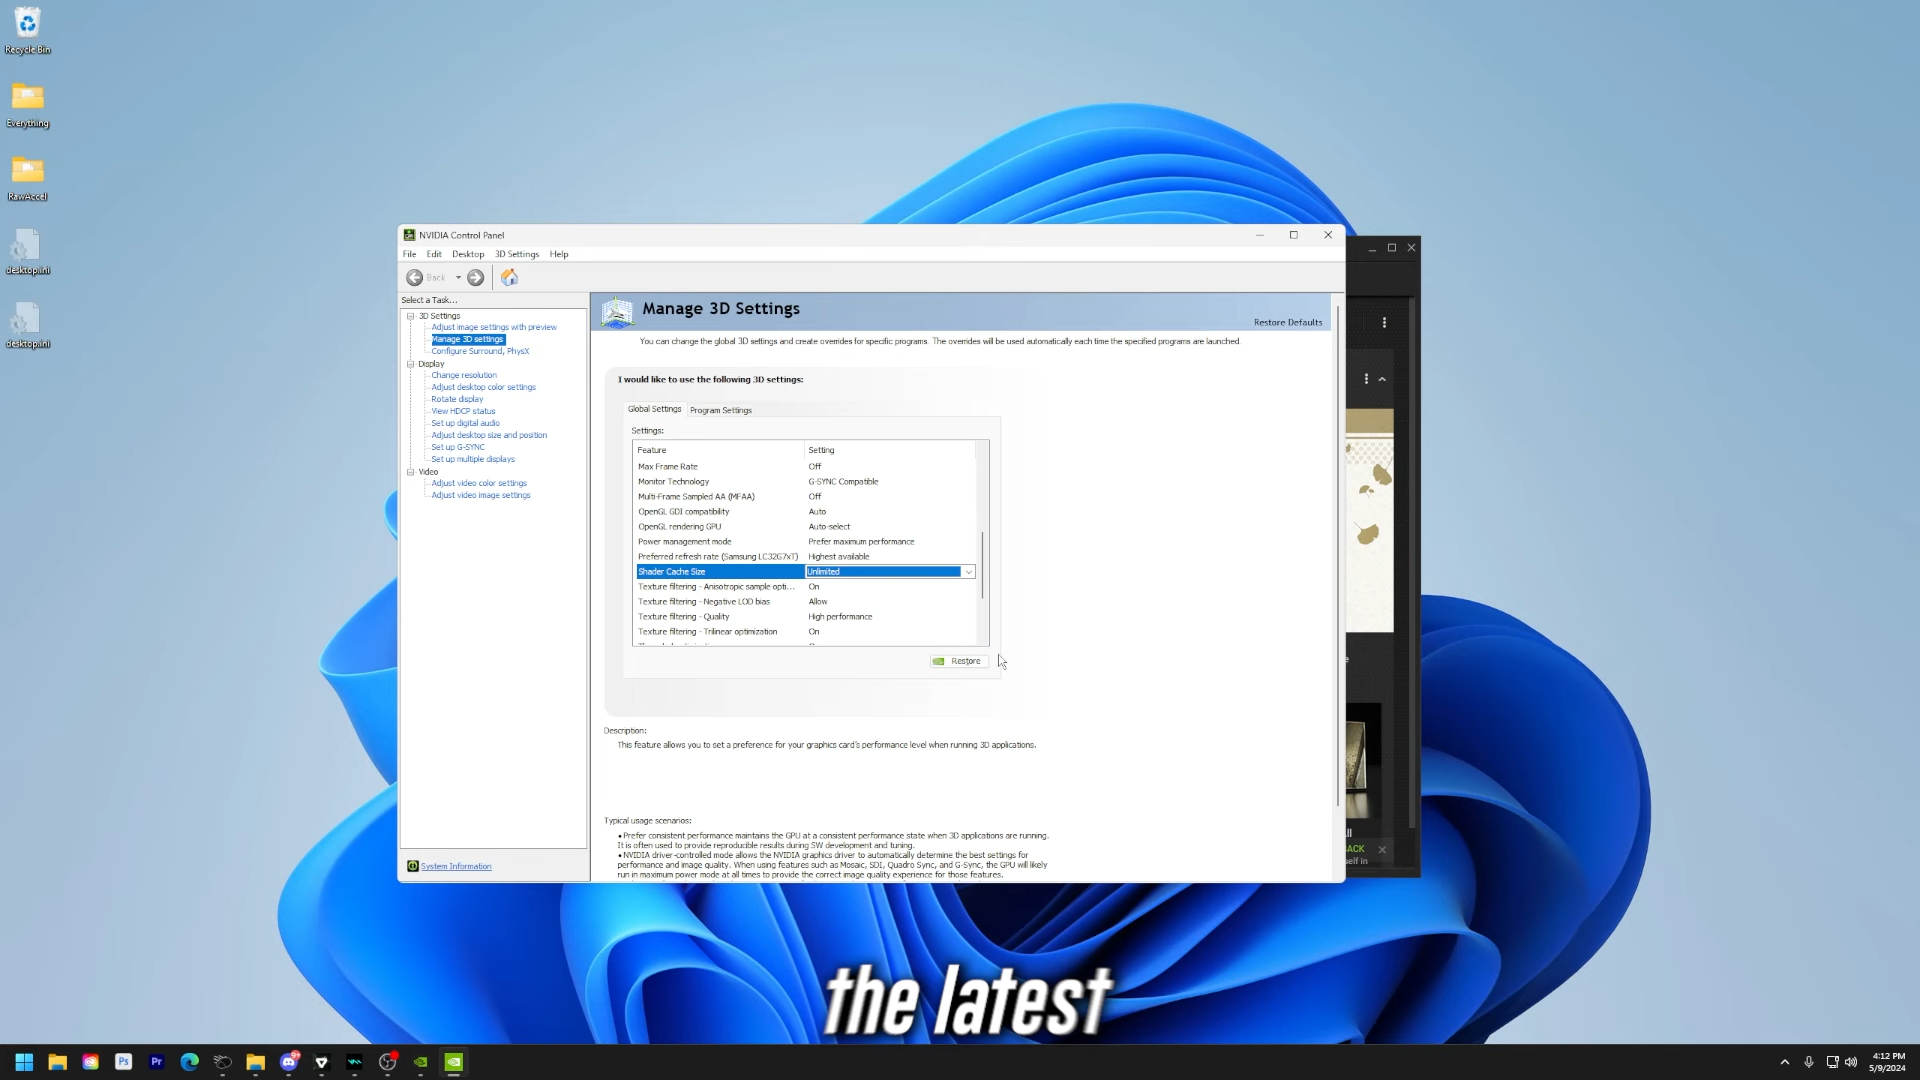 Recycle Bin
Everything
RawAccel
desktop.ini
desktop.ini
NVIDIA Control Panel
File Edit Desktop 3D Settings Help
Back
Select a Task...
3D Settings
Adjust image settings with preview
Manage 3D settings
Configure Surround, PhysX
Display
Change resolution
Adjust desktop color settings
Rotate display
View HDCP status
Set up digital audio
Adjust desktop size and position
Set up G-SYNC
Set up multiple displays
Video
Adjust video color settings
Adjust video image settings
System Information
Manage 3D Settings
Restore Defaults
You can change the global 3D settings and create overrides for specific programs. The overrides will be used automatically each time the specified programs are launched.
I would like to use the following 3D settings:
Global Settings Program Settings
Settings:
Feature Setting
Max Frame Rate Off
Monitor Technology G-SYNC Compatible
Multi-Frame Sampled AA (MFAA) Off
OpenGL GDI compatibility Auto
OpenGL rendering GPU Auto-select
Power management mode Prefer maximum performance
Preferred refresh rate (Samsung LC32G7xT) Highest available
Shader Cache Size Unlimited
Texture filtering - Anisotropic sample opti... On
Texture filtering - Negative LOD bias Allow
Texture filtering - Quality High performance
Texture filtering - Trilinear optimization On
Restore
Description:
This feature allows you to set a preference for your graphics card's performance level when running 3D applications.
Typical usage scenarios:
• Prefer consistent performance maintains the GPU at a consistent performance state when 3D applications are running.
It is often used to provide reproducible results during SW development and tuning.
• NVIDIA driver-controlled mode allows the NVIDIA graphics driver to automatically determine the best settings for
performance and image quality. When using features such as Mosaic, SDI, Quadro Sync, and G-Sync, the GPU will likely
run in maximum power mode at all times to provide the correct image quality experience for those features.
ACK
self in
the latest
Ps
Pr
4:12 PM
5/9/2024